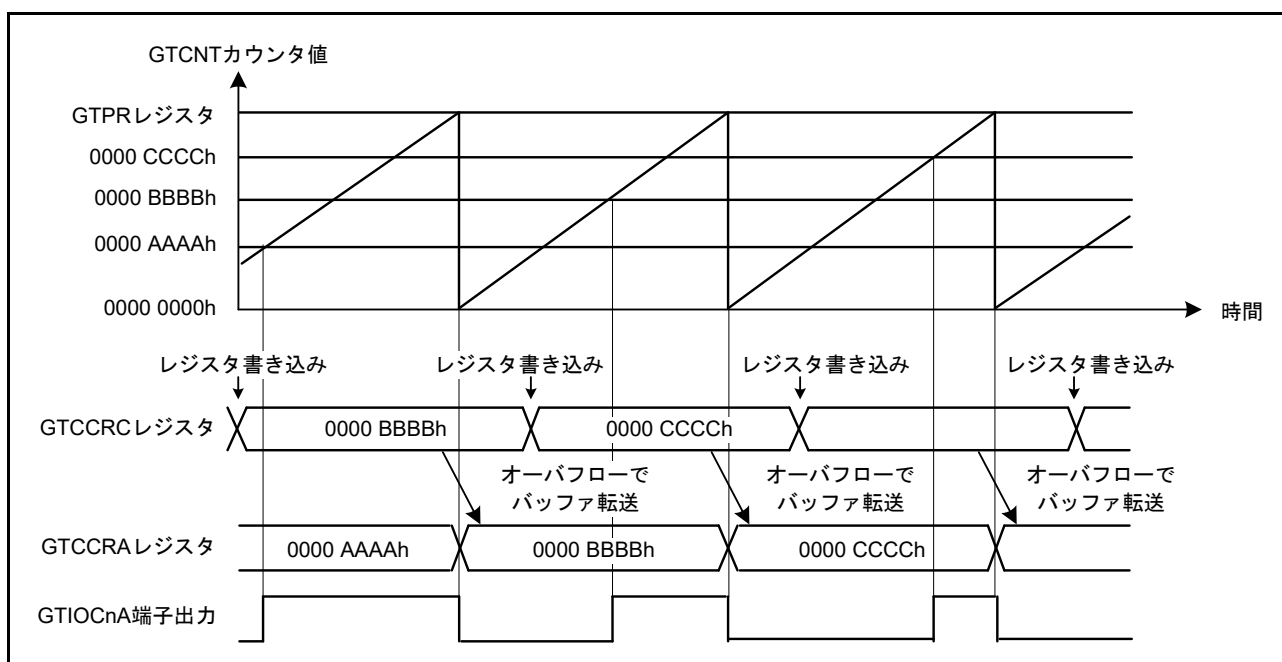 GTCNTカウンタ値
GTPRレジスタ
0000 CCCCh
0000 BBBBh
0000 AAAAh
0000 0000h
時間
レジスタ書き込み レジスタ書き込み レジスタ書き込み レジスタ書き込み
GTCCRCレジスタ 0000 BBBBh 0000 CCCCh
オーバフローで オーバフローで オーバフローで
バッファ転送 バッファ転送 バッファ転送
GTCCRAレジスタ 0000 AAAAh 0000 BBBBh 0000 CCCCh
GTIOCnA端子出力